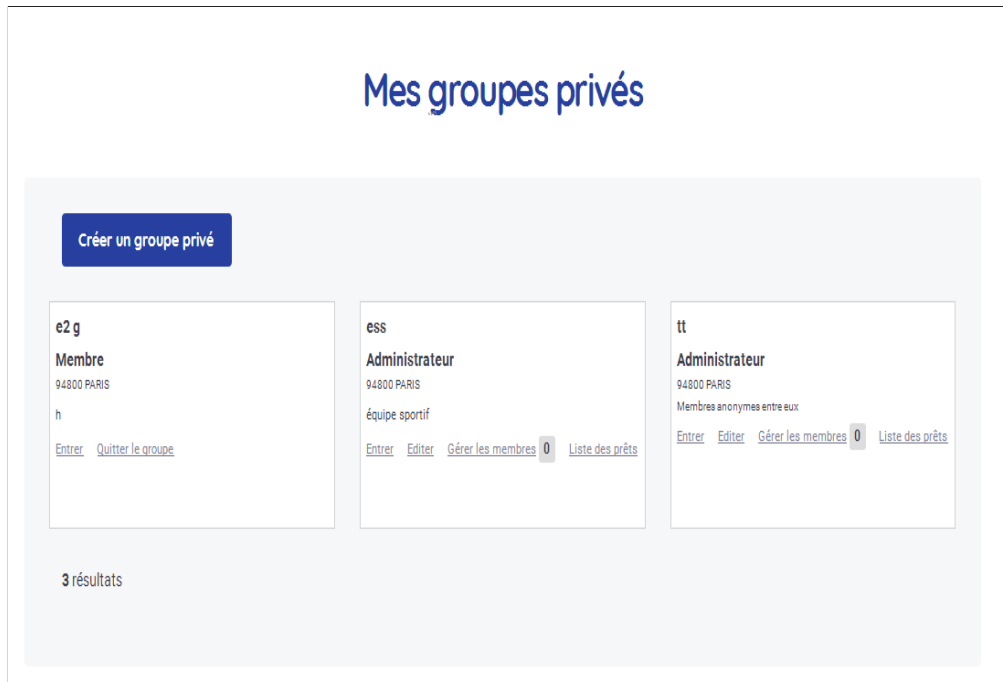 Mes groupes privés
Créer un groupe privé
e2 g
Membre
94800 PARIS
h
Entrer Quitter le groupe
ess
Administrateur
94800 PARIS
équipe sportif
Entrer Editer Gérer les membres 0 Liste des prêts
tt
Administrateur
94800 PARIS
Membres anonymes entre eux
Entrer Editer Gérer les membres 0 Liste des prêts
3 résultats